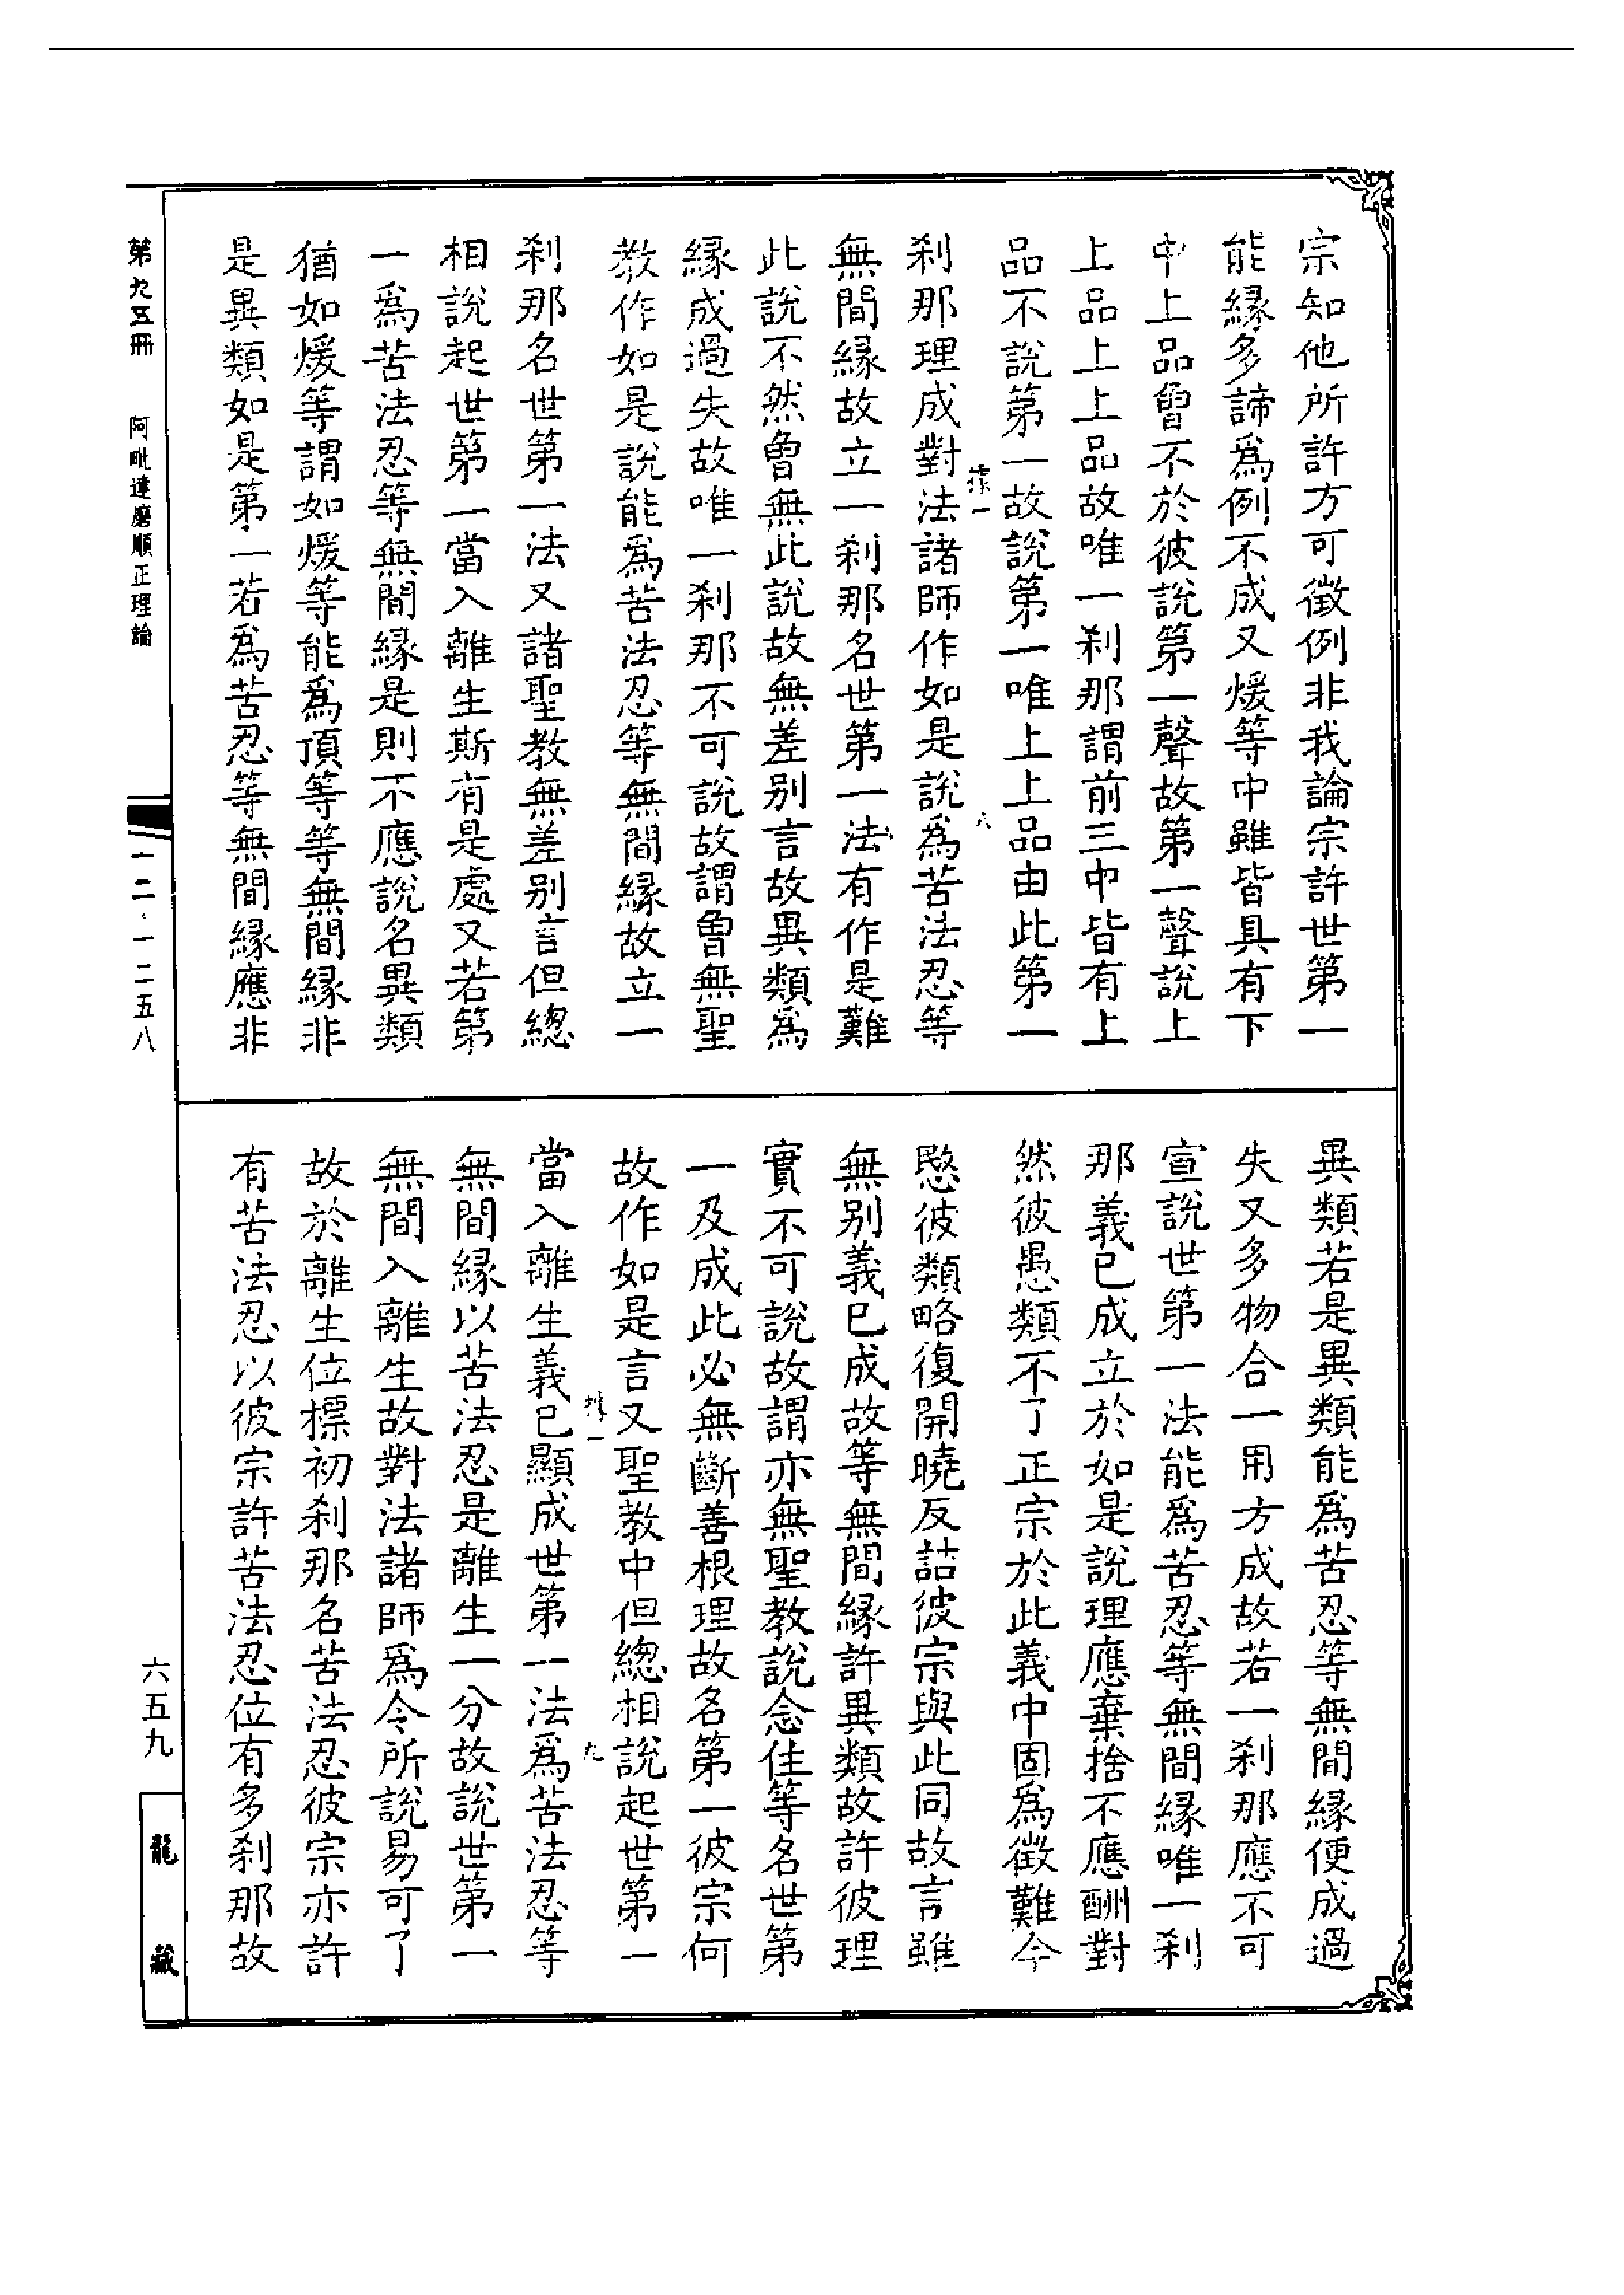 宗知他所許方可徵例非我論宗許世第一
能縁多諦爲例不成又煖等中雖皆具有下
中上品曾不於彼說第一聲故第一聲說上
上品上上品故唯一刹那謂前三中皆有上
品不說第一故說第一唯上上品由此第一
刹那理成對法諸師作如是說爲苦法忍等
無間縁故立一刹那名世第一法有作是難
此說不然曾無此說故無差别言故異類爲
縁成過失故唯一刹那不可說故謂曾無聖
教作如是說能爲苦法忍等無間縁故立一
刹那名世第一法又諸聖教無差别言但總
相說起世第一當入離生斯有是處又若第
一爲苦法忍等無間縁是則不應說名異類
猶如煖等謂如煖等能爲頂等等無間縁非
是異類如是第一若爲苦忍等無間縁應非
異類若是異類能爲苦忍等無間縁便成過
失又多物合一用方成故若一刹那應不可
宣說世第一法能爲苦忍等無間縁唯一刹
那義已成立於如是說理應棄捨不應酬對
然彼愚類不了正宗於此義中固爲徵難今
愍彼類略復開曉反詰彼宗與此同故言雖
無别義已成故等無間縁許異類故許彼理
實不可說故謂亦無聖教說念住等名世第
一及成此必無斷善根理故名第一彼宗何
故作如是言又聖教中但總相說起世第一
當入離生義已顯成世第一法爲苦法忍等
無間縁以苦法忍是離生一分故說世第一
無間入離生故對法諸師爲令所說易可了
故於離生位標初刹那名苦法忍彼宗亦許
有苦法忍以彼宗許苦法忍位有多刹那故
據一
八
據一
九
第九五冊　阿毗達磨順正理論
一二、一二五八
六五九
龍藏